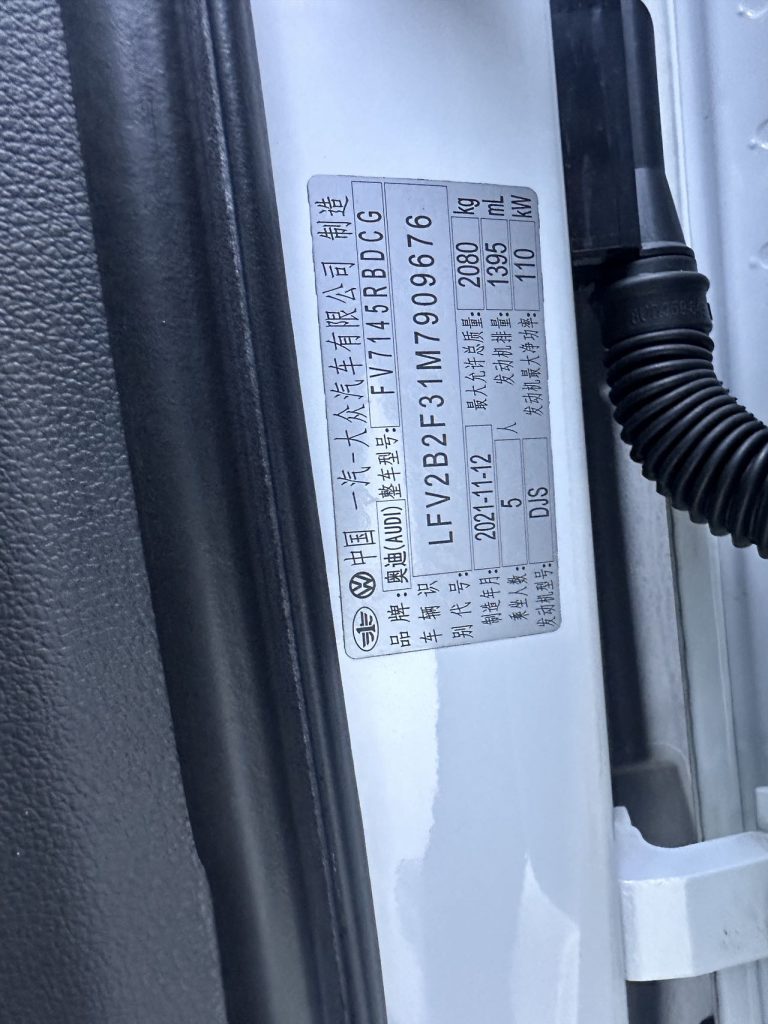 中国 一汽-大众汽车有限公司 制造
品牌:奥迪(AUDI) 整车型号: FV7145RBDCG
车辆识别代号: LFV2B2F31M7909676
制造年月: 2021-11-12 最大允许总质量: 2080 kg
乘坐人数: 5 人 发动机排量: 1395 mL
发动机型号: DJS 发动机最大净功率: 110 kW